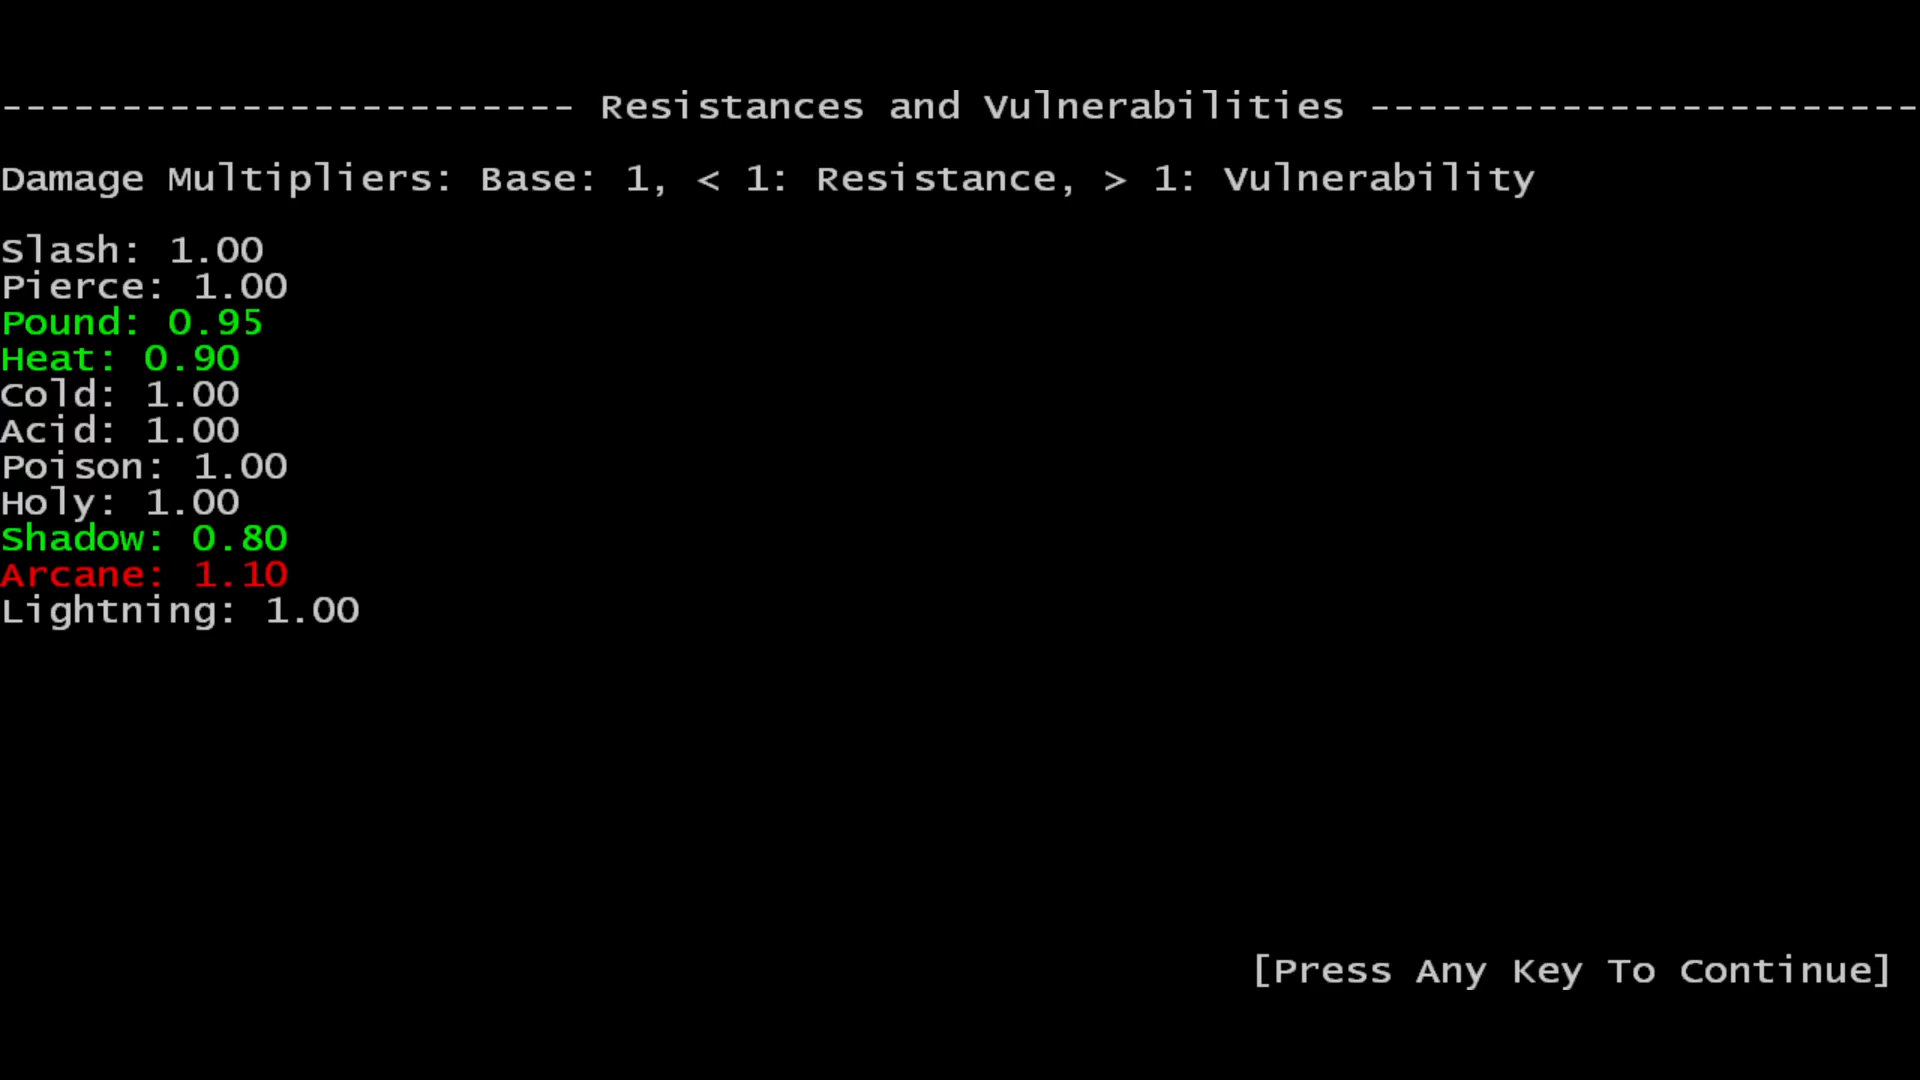 ------------------------ Resistances and Vulnerabilities -----------------------
Damage Multipliers: Base: 1, < 1: Resistance, > 1: Vulnerability
Slash: 1.00
Pierce: 1.00
Pound: 0.95
Heat: 0.90
Cold: 1.00
Acid: 1.00
Poison: 1.00
Holy: 1.00
Shadow: 0.80
Arcane: 1.10
Lightning: 1.00
[Press Any Key To Continue]